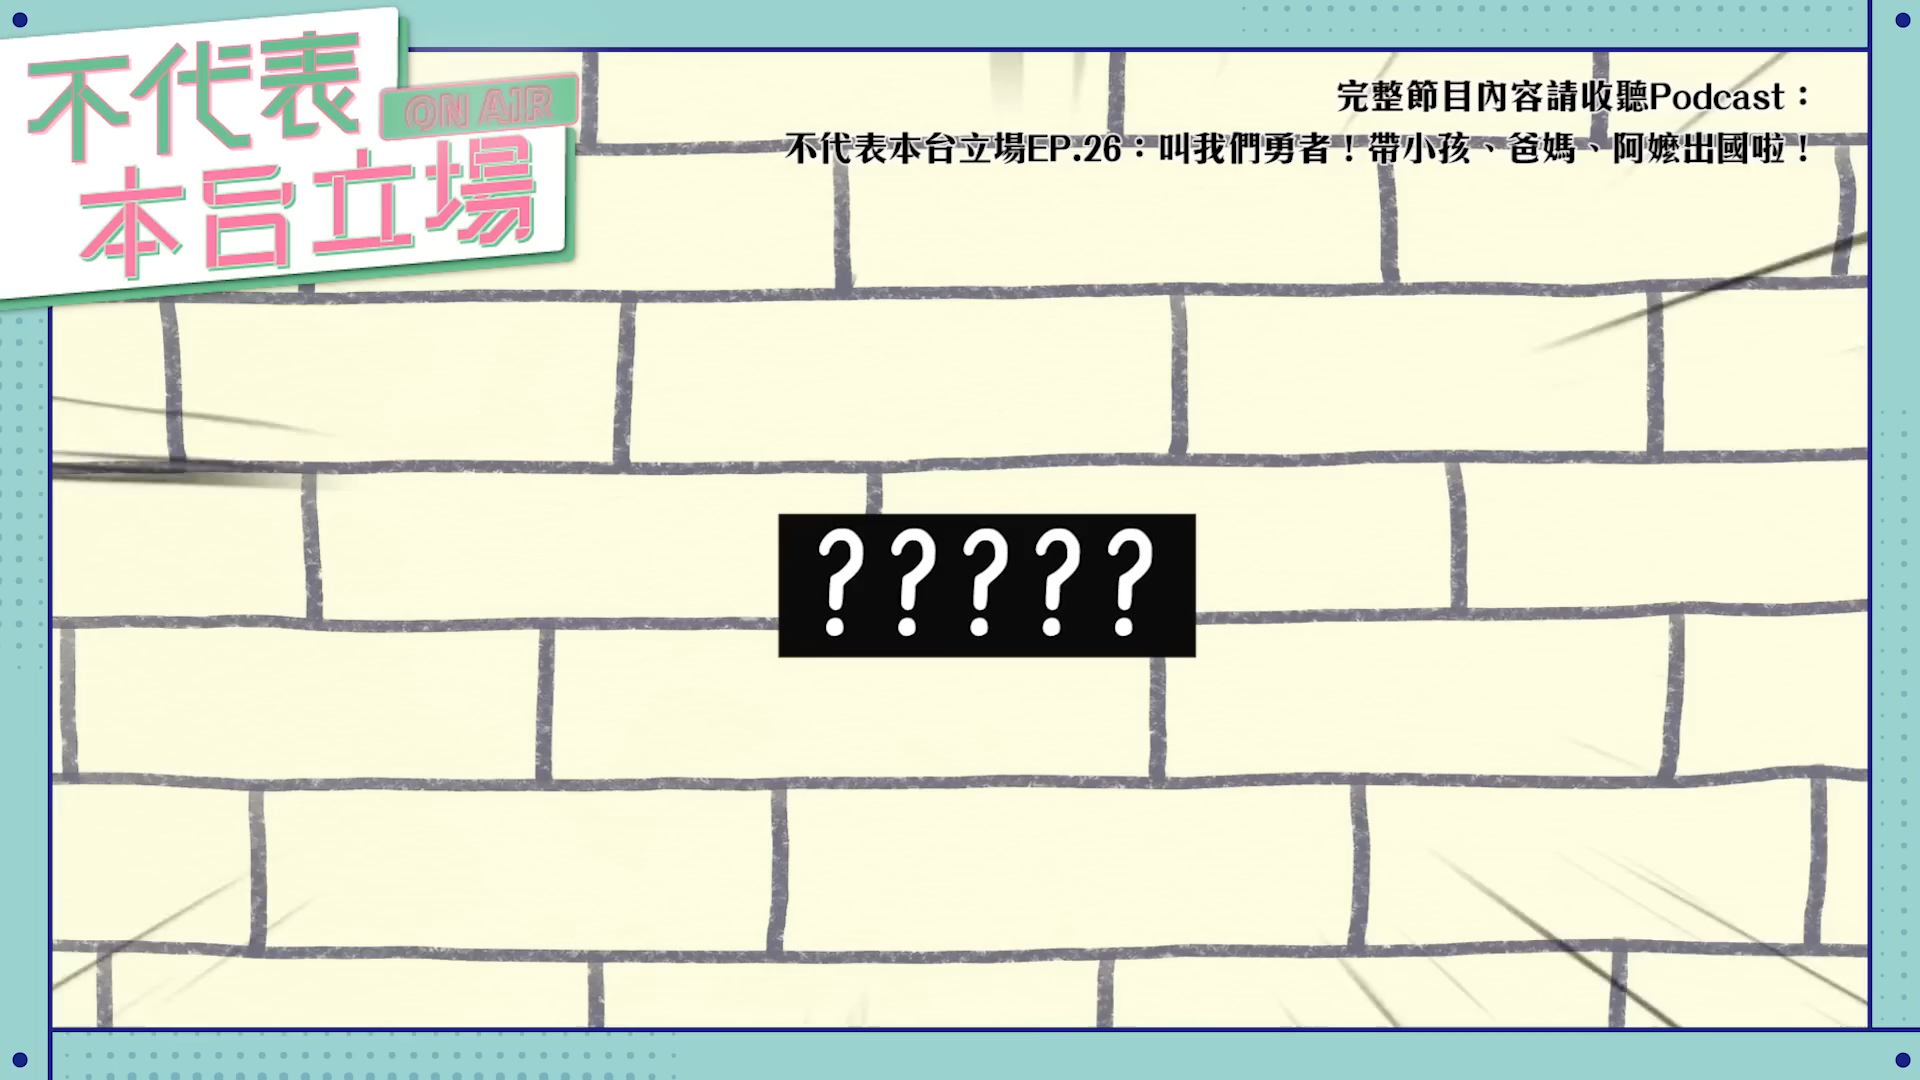 不代表
ON AIR
本台立場
完整節目內容請收聽Podcast：
不代表本台立場EP.26：叫我們勇者！帶小孩、爸媽、阿嬤出國啦！
？？？？？